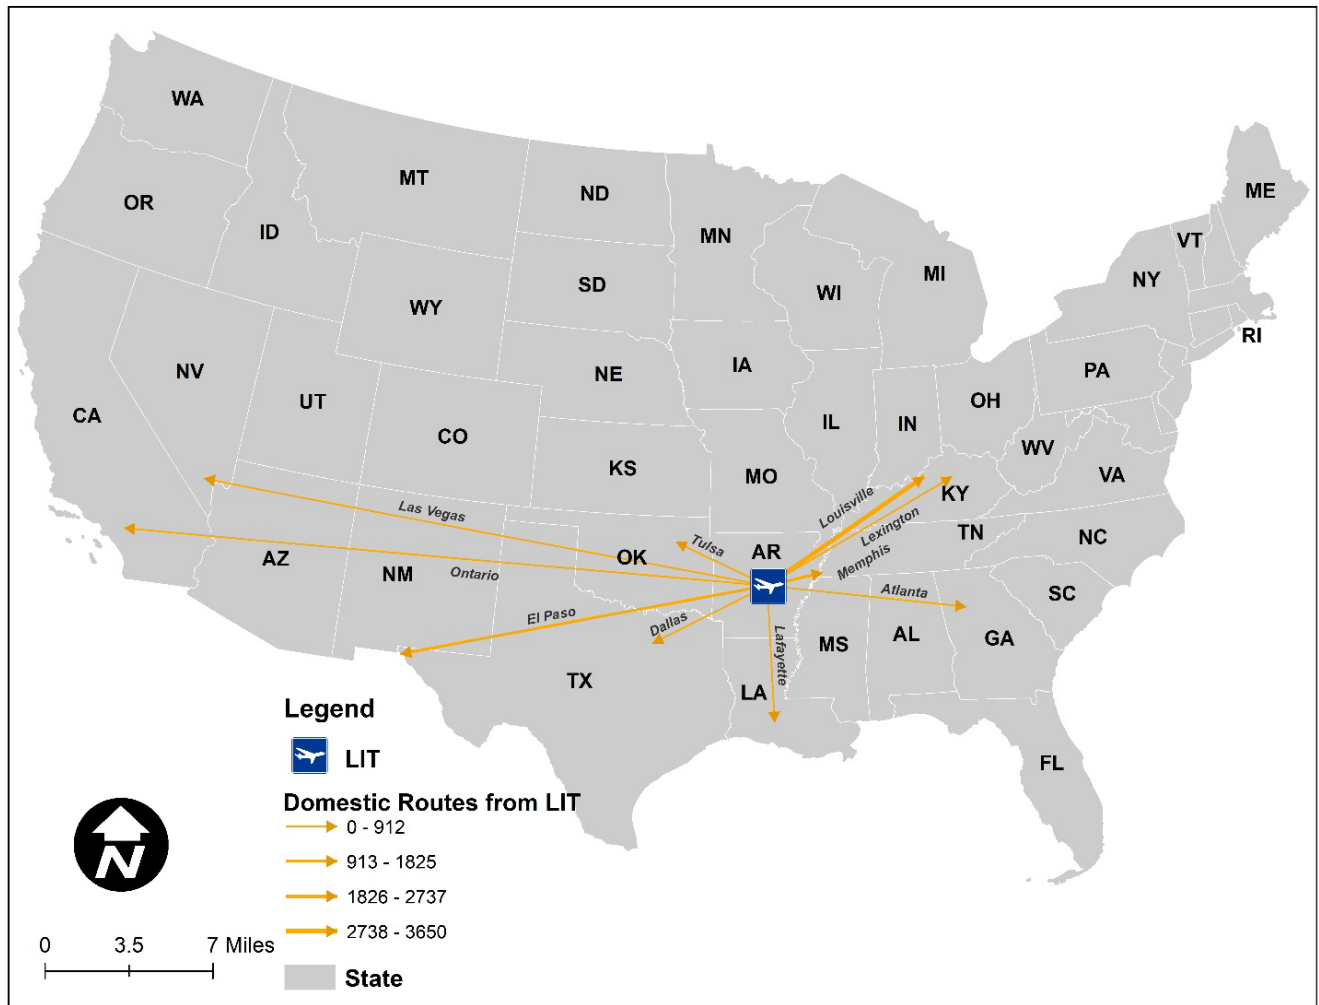 WA
MT
ND
ME
OR
ID
MN
VT
SD
WI
MI
NY
WY
RI
NV
NE
IA
PA
UT
OH
CA
CO
IL
IN
WV
KS
MO
VA
KY
Louisville
Lexington
Las Vegas
TN
NC
Tulsa
AR
OK
Memphis
AZ
NM
Ontario
Atlanta
SC
El Paso
Dallas
Lafayette
MS
AL
GA
TX
LA
FL
Legend
LIT
Domestic Routes from LIT
0 - 912
913 - 1825
1826 - 2737
2738 - 3650
State
N
0 3.5 7 Miles